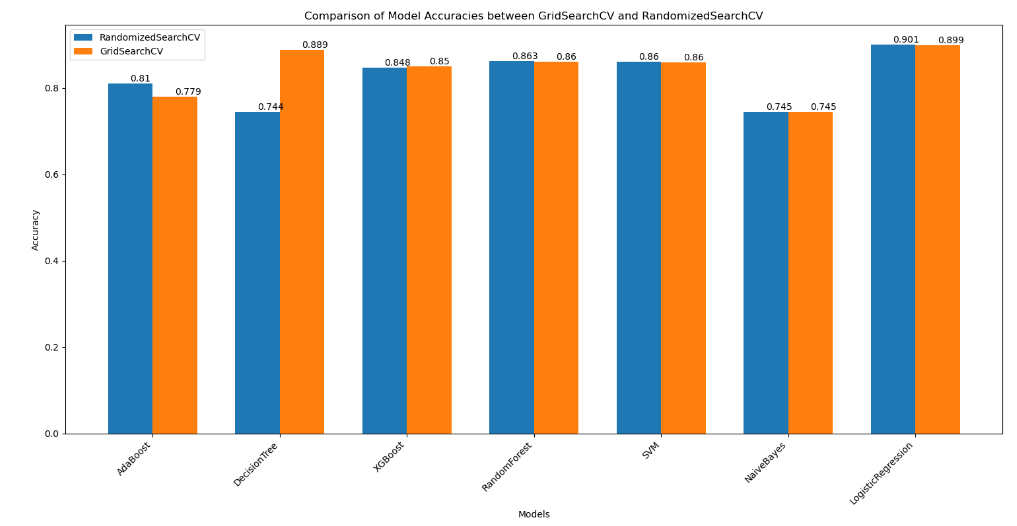 Comparison of Model Accuracies between GridSearchCV and RandomizedSearchCV
RandomizedSearchCV
GridSearchCV
0.81
0.779
0.744
0.889
0.848
0.85
0.863
0.86
0.86
0.86
0.745
0.745
0.901
0.899
Accuracy
0.8
0.6
0.4
0.2
0.0
AdaBoost
DecisionTree
XGBoost
RandomForest
SVM
NaiveBayes
LogisticRegression
Models